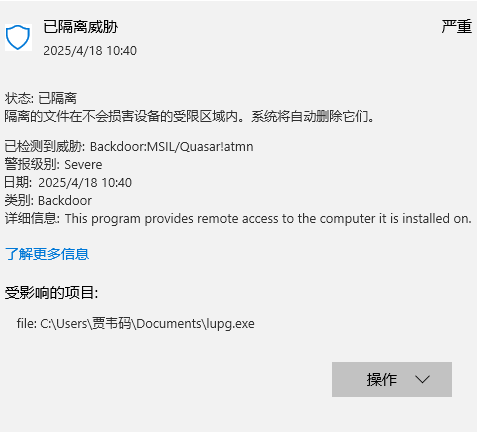 已隔离威胁
严重
2025/4/18 10:40
状态: 已隔离
隔离的文件在不会损害设备的受限区域内。系统将自动删除它们。
已检测到威胁: Backdoor:MSIL/Quasar!atmn
警报级别: Severe
日期: 2025/4/18 10:40
类别: Backdoor
详细信息: This program provides remote access to the computer it is installed on.
了解更多信息
受影响的项目:
file: C:\Users\贾韦码\Documents\lupg.exe
操作